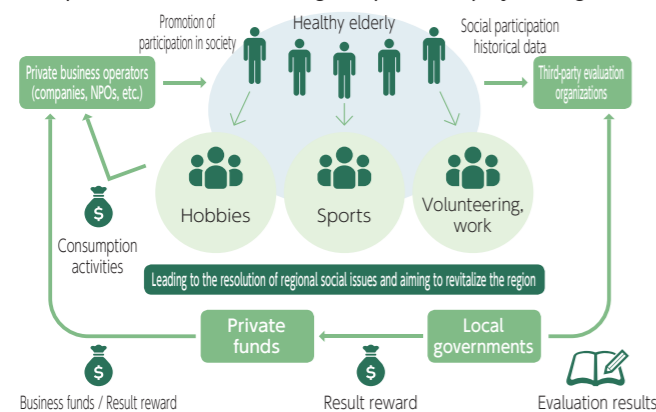 Promotion of
participation in society
Healthy elderly
Social participation
historical data
Private business operators
(companies, NPOs, etc.)
Third-party evaluation
organizations
Hobbies
Sports
Volunteering,
work
$
Consumption
activities
Leading to the resolution of regional social issues and aiming to revitalize the region
Private
funds
Local
governments
$
$
Business funds / Result reward
Result reward
Evaluation results